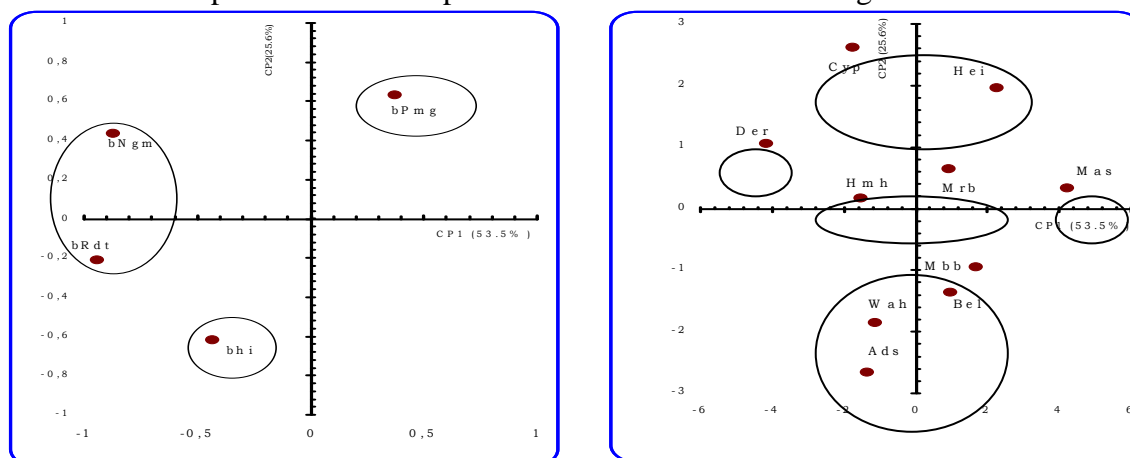 1
0,8
0,6
0,4
0,2
0
-0,2
-0,4
-0,6
-0,8
-1
-1
-0,5
0
0,5
1
CP2(25.6%)
CP1 (53.5% )
bPmg
bNgm
bRdt
bhi
3
2
1
0
-1
-2
-3
-6
-4
-2
0
2
4
6
CP2 (25.6%)
CP1 (53.5% )
Cyp
Hei
Der
Hmh
Mrb
Mas
Mbb
Wah
Bel
Ads